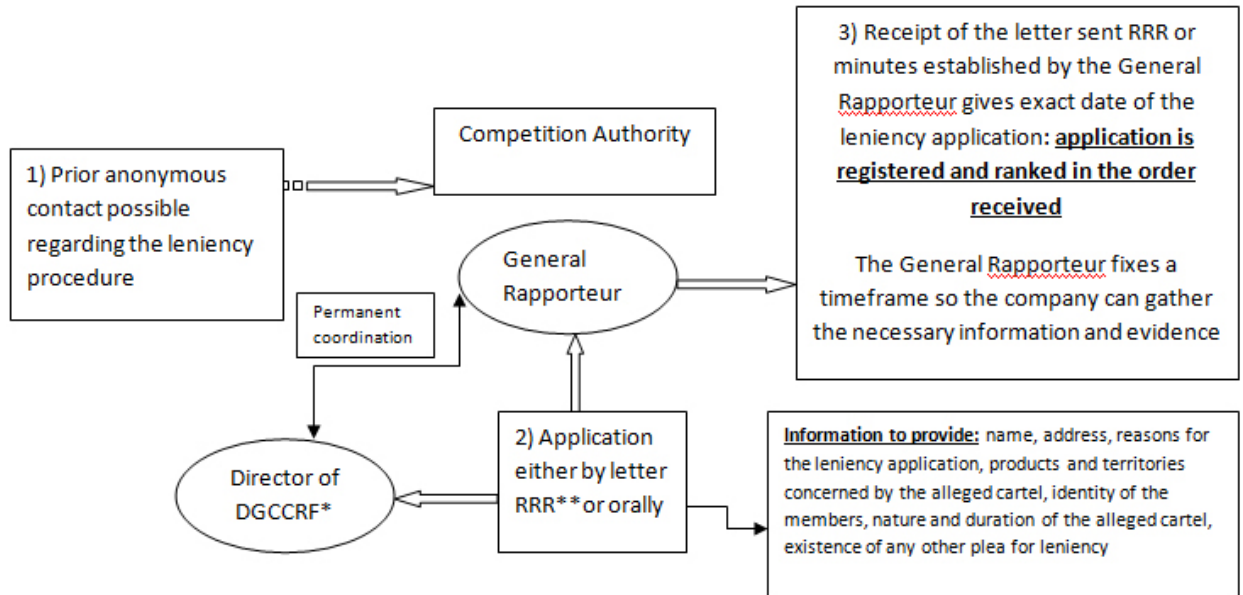 1) Prior anonymous
contact possible
regarding the leniency
procedure
Competition Authority
General
Rapporteur
Permanent
coordination
Director of
DGCCRF*
2) Application
either by letter
RRR** or orally
3) Receipt of the letter sent RRR or
minutes established by the General
Rapporteur gives exact date of the
leniency application: application is
registered and ranked in the order
received
The General Rapporteur fixes a
timeframe so the company can gather
the necessary information and evidence
Information to provide: name, address, reasons for
the leniency application, products and territories
concerned by the alleged cartel, identity of the
members, nature and duration of the alleged cartel,
existence of any other plea for leniency